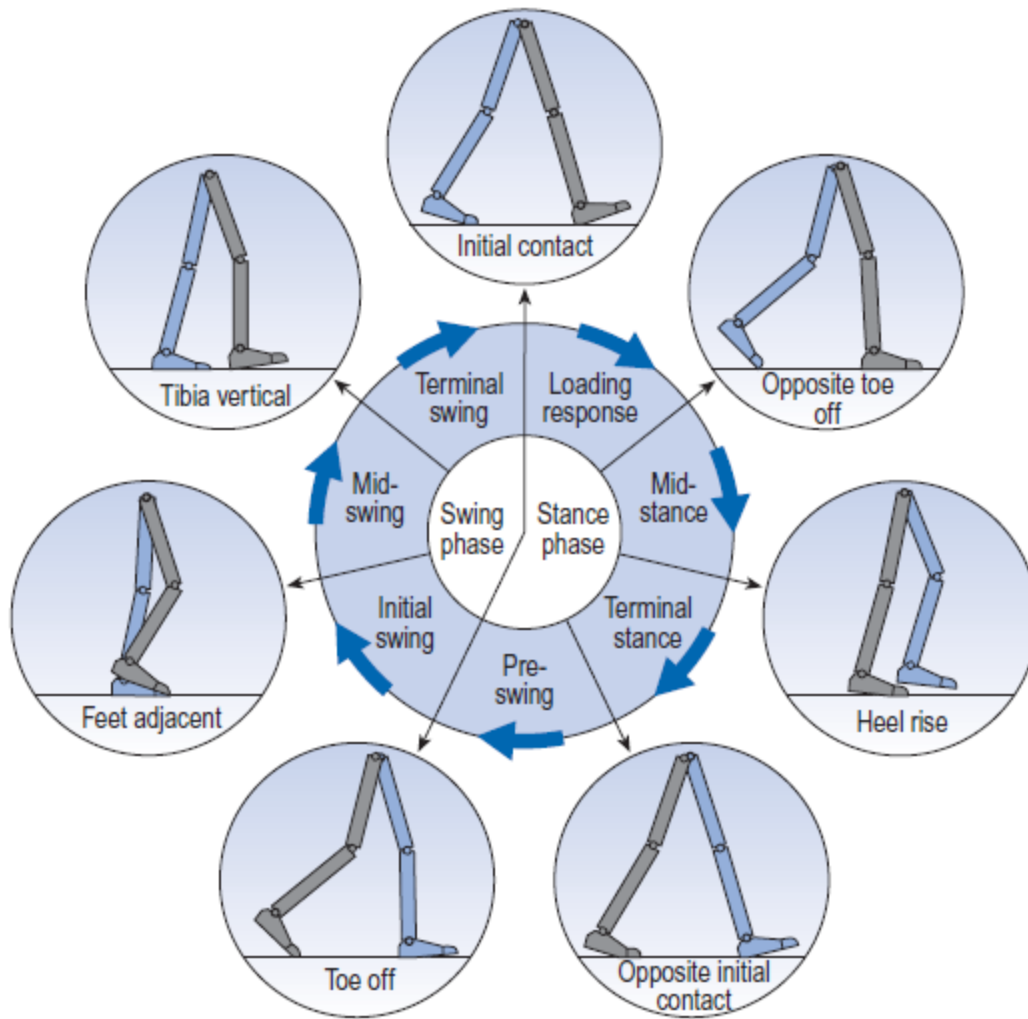 Initial contact
Opposite toe
off
Heel rise
Opposite initial
contact
Toe off
Feet adjacent
Tibia vertical
Loading
response
Mid-
stance
Terminal
stance
Pre-
swing
Initial
swing
Mid-
swing
Terminal
swing
Swing
phase
Stance
phase